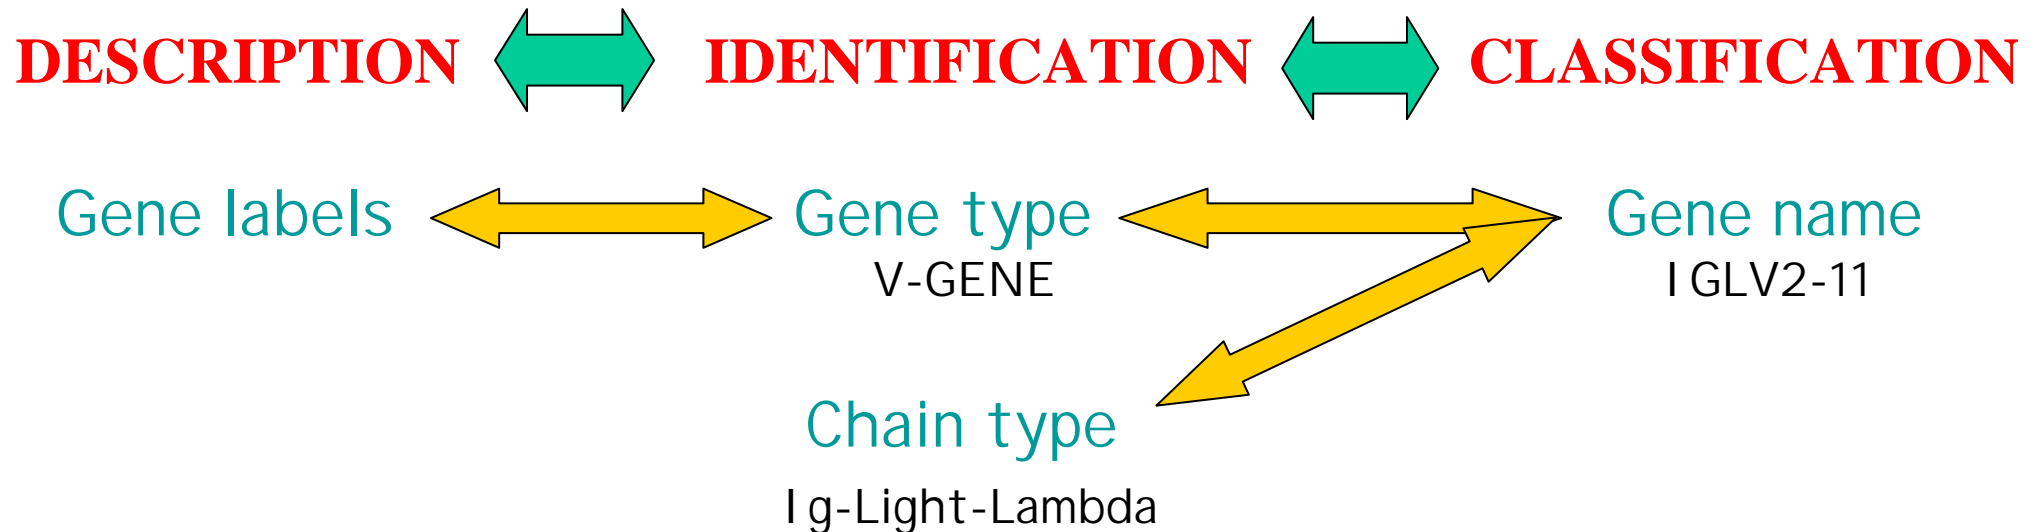 DESCRIPTION IDENTIFICATION CLASSIFICATION
Gene labels Gene type Gene name
V-GENE IGLV2-11
Chain type
Ig-Light-Lambda